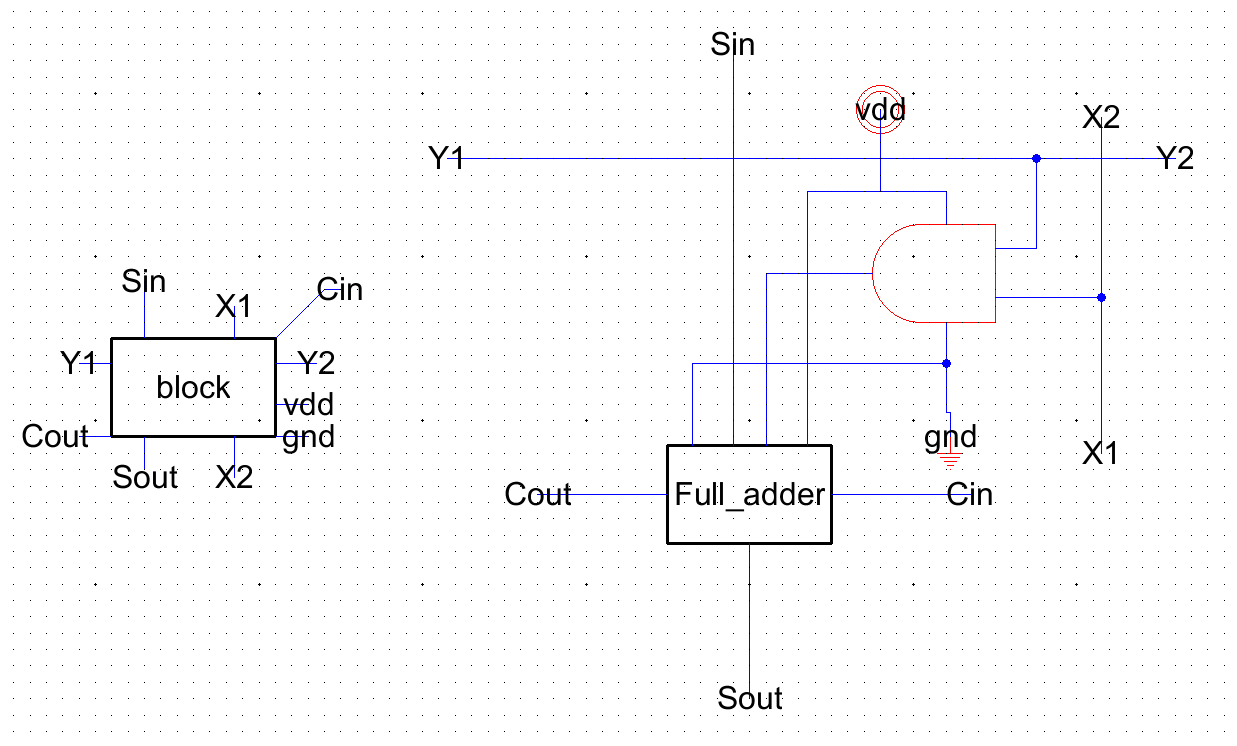 Sin
X1
Cin
Y1
Y2
block
vdd
Cout
gnd
Sout
X2
Sin
vdd
X2
Y1
Y2
gnd
X1
Cout
Full_adder
Cin
Sout